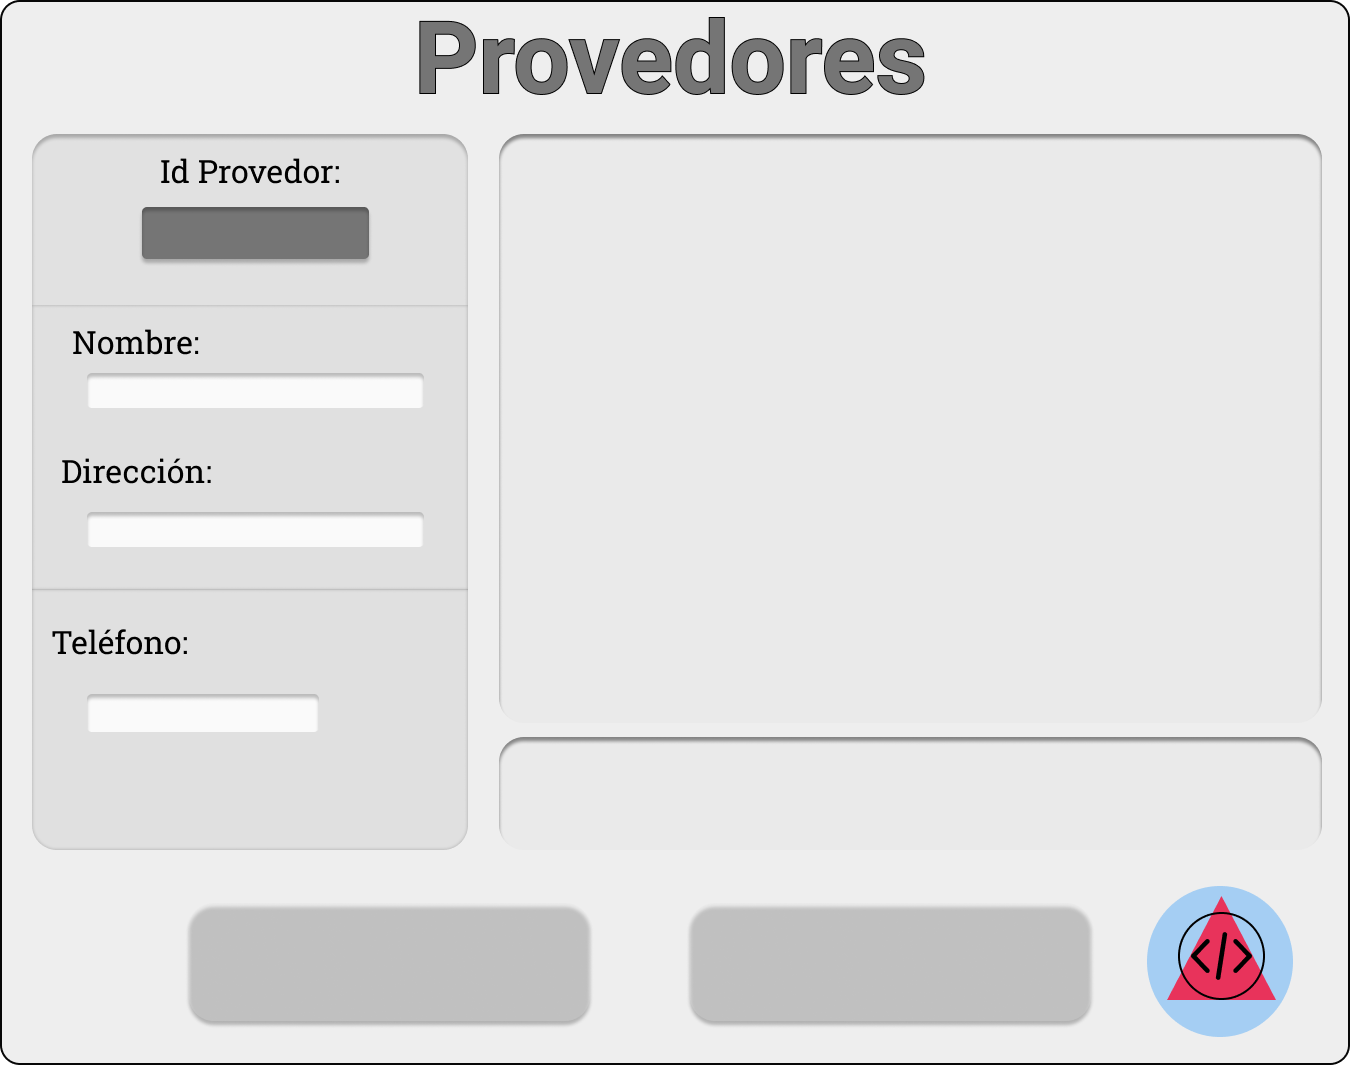 Provedores
Id Provedor:
Nombre:
Dirección:
Teléfono:
</>